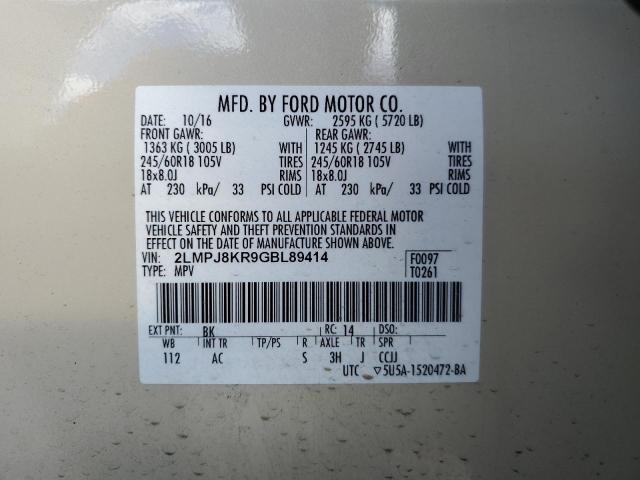 MFD. BY FORD MOTOR CO.
DATE: 10/16 GVWR: 2595 KG ( 5720 LB)
FRONT GAWR: REAR GAWR:
1363 KG ( 3005 LB) WITH 1245 KG ( 2745 LB) WITH
245/60R18 105V TIRES 245/60R18 105V TIRES
18x8.0J RIMS 18x8.0J RIMS
AT 230 kPa/ 33 PSI COLD AT 230 kPa/ 33 PSI COLD
THIS VEHICLE CONFORMS TO ALL APPLICABLE FEDERAL MOTOR
VEHICLE SAFETY AND THEFT PREVENTION STANDARDS IN
EFFECT ON THE DATE OF MANUFACTURE SHOWN ABOVE.
VIN: 2LMPJ8KR9GBL89414 F0097
TYPE: MPV T0261
EXT PNT: BK RC: 14 DSO:
WB INT TR TP/PS R AXLE TR SPR
112 AC S 3H J CCJJ
UTC ▽5U5A-1520472-BA